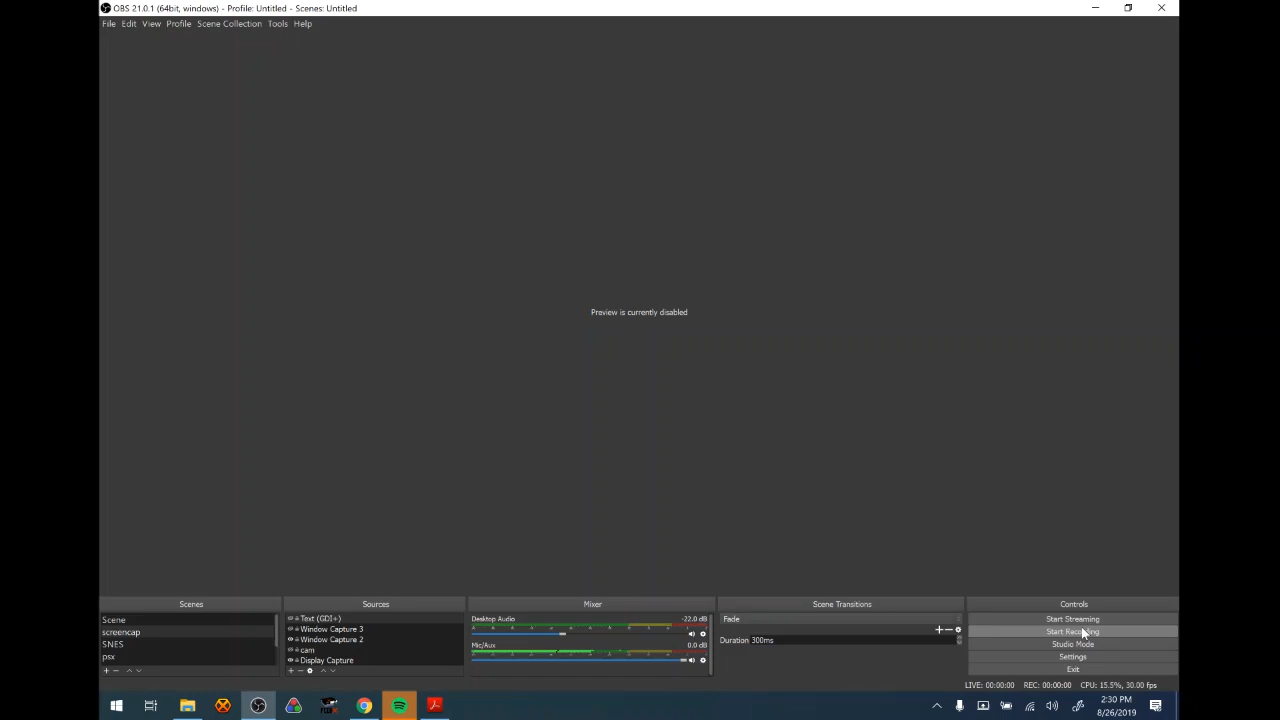 OBS 21.0.1 (64bit, windows) - Profile: Untitled - Scenes: Untitled
File Edit View Profile Scene Collection Tools Help
Preview is currently disabled
Scenes
Scene
screencap
SNES
psx
Sources
Text (GDI+)
Window Capture 3
Window Capture 2
cam
Display Capture
Mixer
Desktop Audio -22.0 dB
Mic/Aux 0.0 dB
Scene Transitions
Fade
Duration 300ms
Controls
Start Streaming
Start Recording
Studio Mode
Settings
Exit
LIVE: 00:00:00 REC: 00:00:00 CPU: 15.5%, 30.00 fps
2:30 PM
8/26/2019